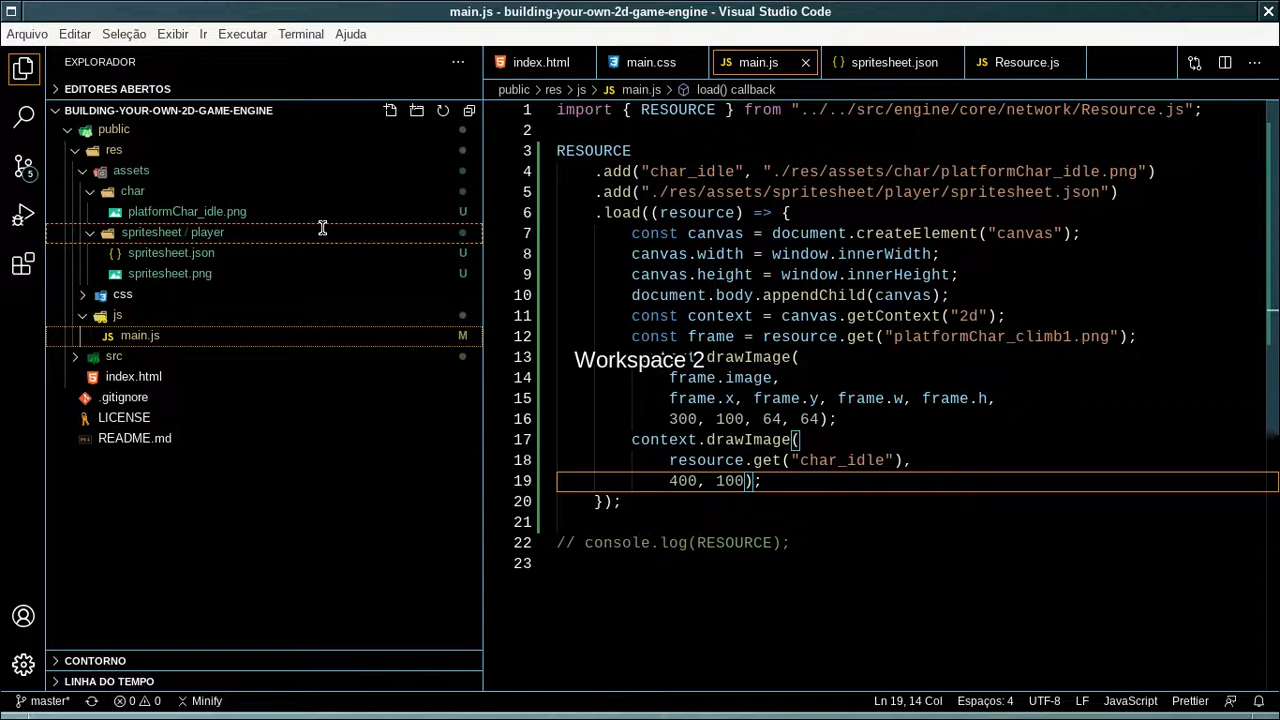 main.js - building-your-own-2d-game-engine - Visual Studio Code
Arquivo Editar Seleção Exibir Ir Executar Terminal Ajuda
EXPLORADOR
EDITORES ABERTOS
BUILDING-YOUR-OWN-2D-GAME-ENGINE
public
res
assets
char
platformChar_idle.png U
spritesheet / player
spritesheet.json U
spritesheet.png U
css
js
main.js M
src
index.html
.gitignore
LICENSE
README.md
CONTORNO
LINHA DO TEMPO
5
index.html main.css main.js spritesheet.json Resource.js
public > res > js > main.js > load() callback
1 import { RESOURCE } from "../../src/engine/core/network/Resource.js";
2
3 RESOURCE
4 .add("char_idle", "./res/assets/char/platformChar_idle.png")
5 .add("./res/assets/spritesheet/player/spritesheet.json")
6 .load((resource) => {
7 const canvas = document.createElement("canvas");
8 canvas.width = window.innerWidth;
9 canvas.height = window.innerHeight;
10 document.body.appendChild(canvas);
11 const context = canvas.getContext("2d");
12 const frame = resource.get("platformChar_climb1.png");
13 .drawImage(
Workspace 2
14 frame.image,
15 frame.x, frame.y, frame.w, frame.h,
16 300, 100, 64, 64);
17 context.drawImage(
18 resource.get("char_idle"),
19 400, 100);
20 });
21
22 // console.log(RESOURCE);
23
master* 0 0 Minify Ln 19, 14 Col Espaços: 4 UTF-8 LF JavaScript Prettier